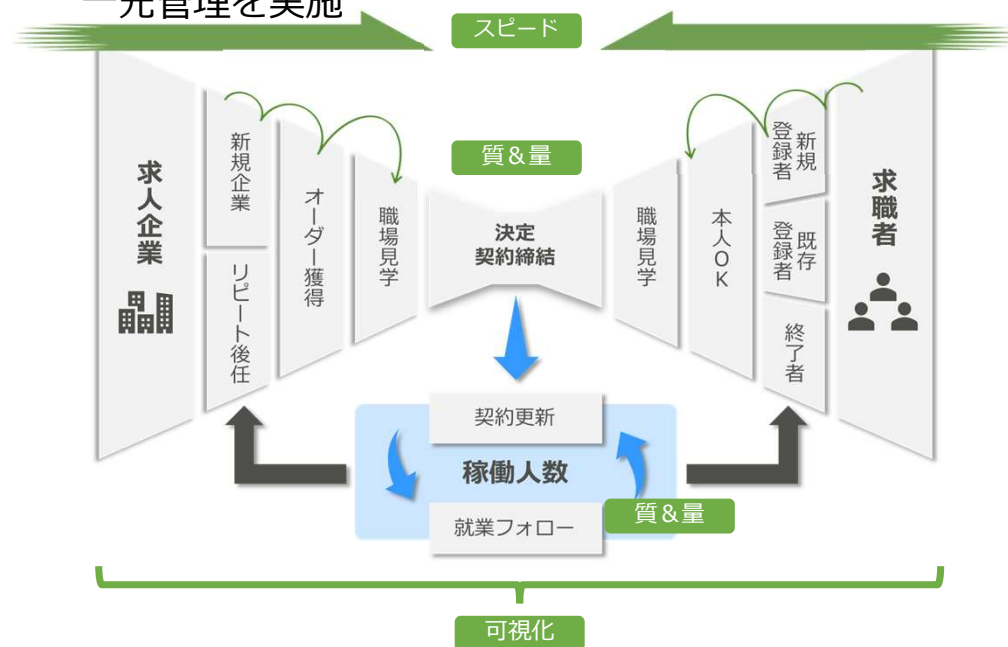 一元管理を実施
スピード
質&量
求人企業
新規企業
リピート後任
オーダー獲得
職場見学
決定
契約締結
職場見学
本人OK
新規
登録者
既存
登録者
終了者
求職者
契約更新
稼働人数
就業フォロー
質&量
可視化